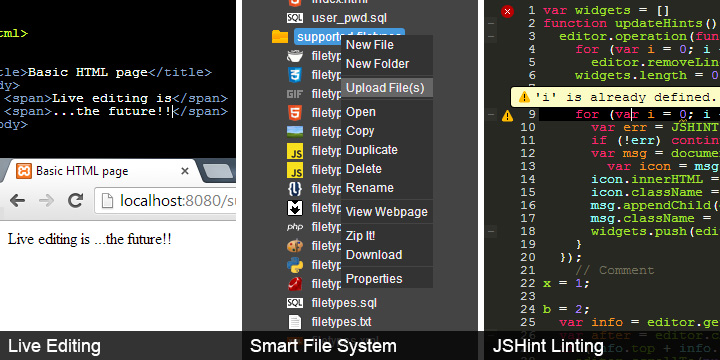 tml>
tle>Basic HTML page</title>
<span>Live editing is</span>
<span>...the future!!</span>
ody>
Basic HTML page
localhost:8080/su
Live editing is ...the future!!
Live Editing
index.html
user_pwd.sql
supported filetypes
filetyp
filetyp
filetyp
filetyp
filetyp
filetyp
filetyp
filetyp
filetyp
filetyp
filetyp
filetyp
filetypes.sql
filetypes.txt
New File
New Folder
Upload File(s)
Open
Copy
Duplicate
Delete
Rename
View Webpage
Zip It!
Download
Properties
Smart File System
1 var widgets = []
2 function updateHints()
3 editor.operation(fun
4 for (var i = 0; i
5 editor.removeLin
6 widgets.length = 0
'i' is already defined.
9 for (var i = 0; i
10 var err = JSHINT
11 if (!err) contin
12 var msg = docume
13 var icon = msg
14 icon.innerHTML =
15 icon.className =
16 msg.appendChild(
17 msg.className =
18 widgets.push(edi
19 }
20 });
21 // Comment
22 x = 1;
23
24 b = 2;
25 var info = editor.ge
JSHint Linting